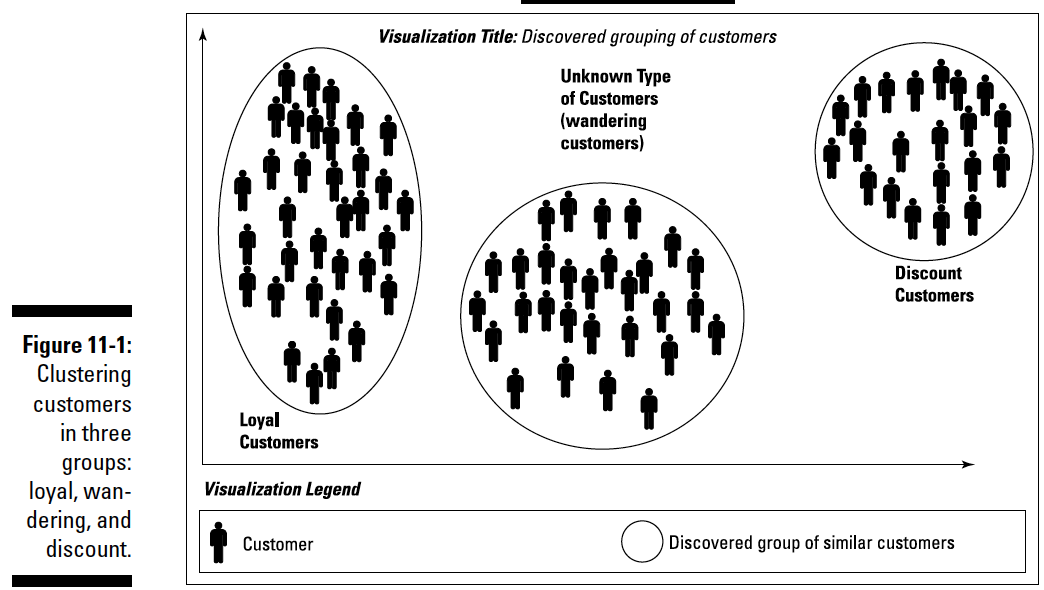 Visualization Title: Discovered grouping of customers
Unknown Type
of Customers
(wandering
customers)
Discount
Customers
Loyal
Customers
Figure 11-1:
Clustering
customers
in three
groups:
loyal, wan-
dering, and
discount.
Visualization Legend
Customer
Discovered group of similar customers